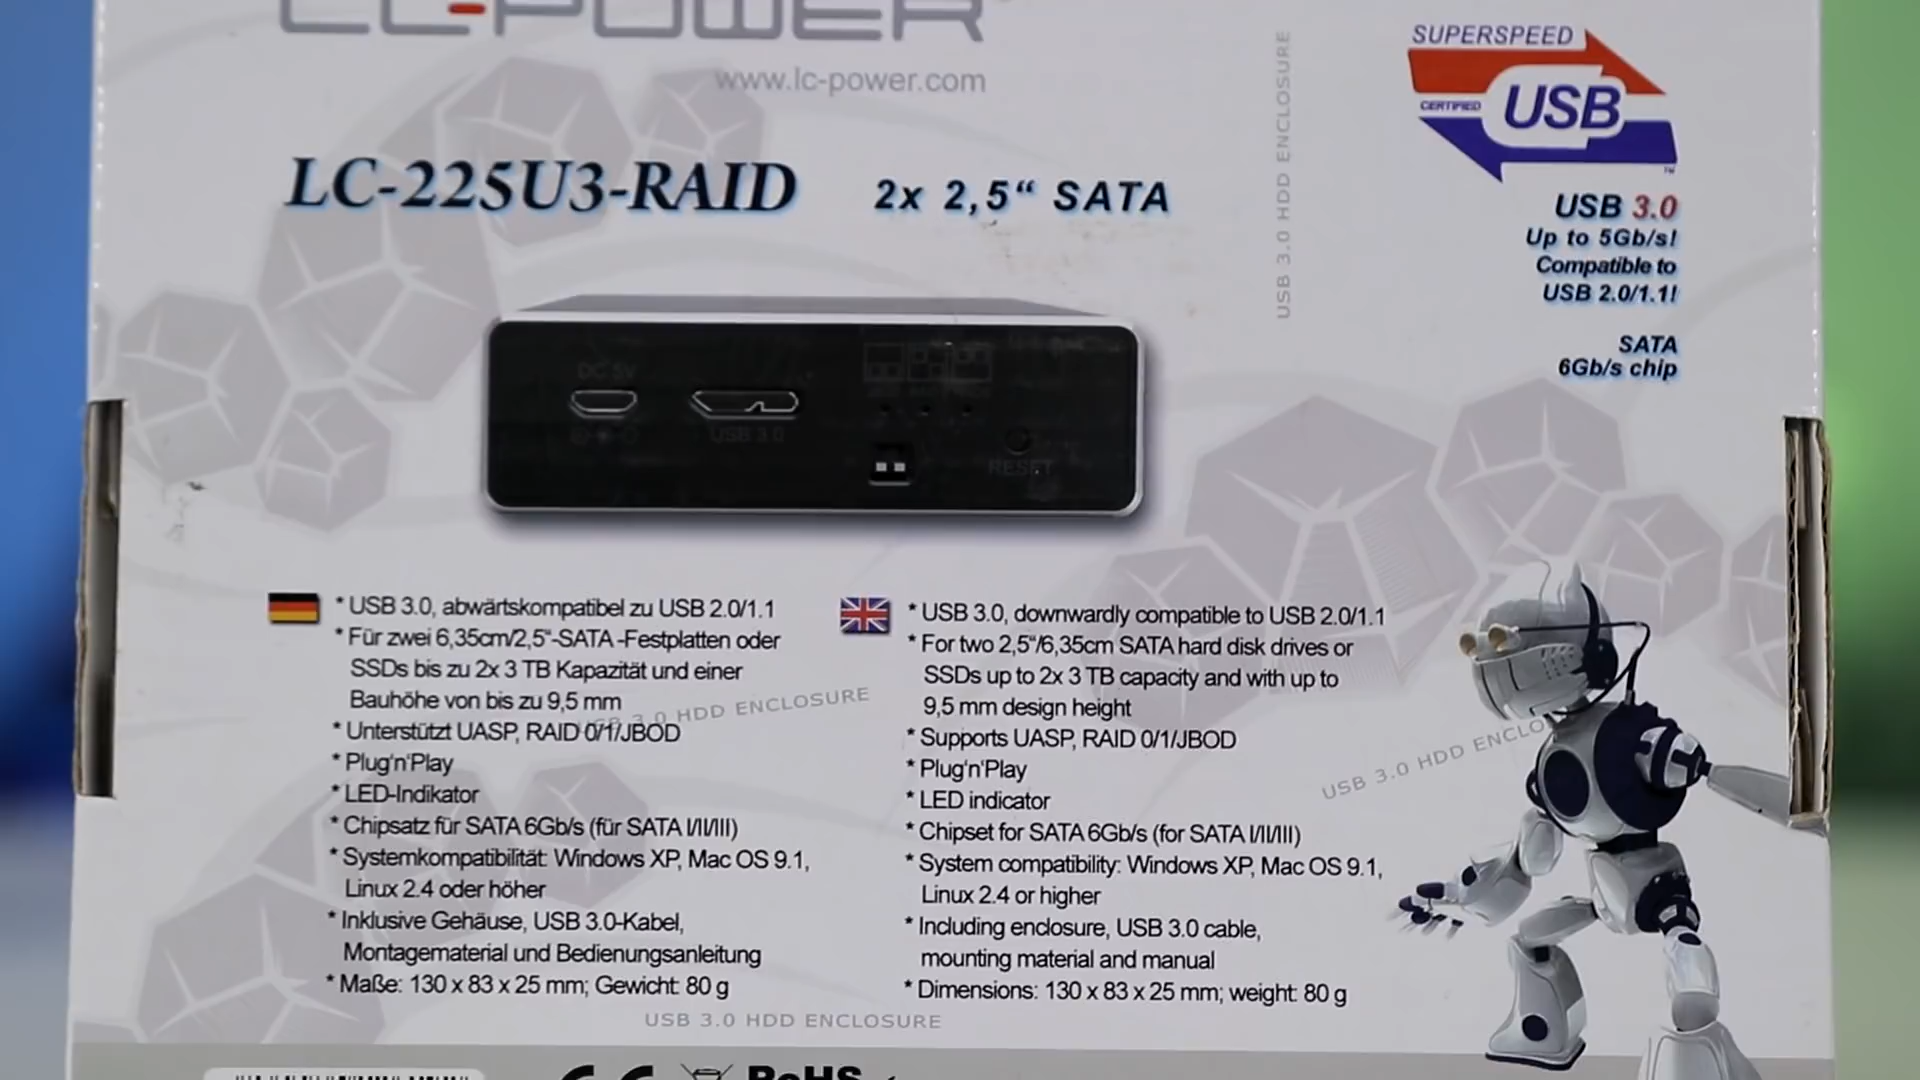 LC-POWER
www.lc-power.com
LC-225U3-RAID 2x 2,5“ SATA
SUPERSPEED
CERTIFIED
USB
™
USB 3.0
Up to 5Gb/s!
Compatible to
USB 2.0/1.1!
SATA
6Gb/s chip
USB 3.0 HDD ENCLOSURE
DC 5V
USB 3.0
RESET
* USB 3.0, abwärtskompatibel zu USB 2.0/1.1
* Für zwei 6,35cm/2,5“-SATA -Festplatten oder
SSDs bis zu 2x 3 TB Kapazität und einer
Bauhöhe von bis zu 9,5 mm
* Unterstützt UASP, RAID 0/1/JBOD
* Plug‘n‘Play
* LED-Indikator
* Chipsatz für SATA 6Gb/s (für SATA I/II/III)
* Systemkompatibilität: Windows XP, Mac OS 9.1,
Linux 2.4 oder höher
* Inklusive Gehäuse, USB 3.0-Kabel,
Montagematerial und Bedienungsanleitung
* Maße: 130 x 83 x 25 mm; Gewicht: 80 g
* USB 3.0, downwardly compatible to USB 2.0/1.1
* For two 2,5“/6,35cm SATA hard disk drives or
SSDs up to 2x 3 TB capacity and with up to
9,5 mm design height
* Supports UASP, RAID 0/1/JBOD
* Plug‘n‘Play
* LED indicator
* Chipset for SATA 6Gb/s (for SATA I/II/III)
* System compatibility: Windows XP, Mac OS 9.1,
Linux 2.4 or higher
* Including enclosure, USB 3.0 cable,
mounting material and manual
* Dimensions: 130 x 83 x 25 mm; weight: 80 g
USB 3.0 HDD ENCLOSURE
USB 3.0 HDD ENCLO
USB 3.0 HDD ENCLOSURE
CE RoHS